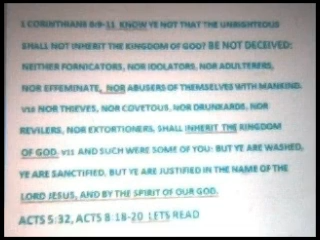 1 CORINTHIANS 6:9-11 KNOW YE NOT THAT THE UNRIGHTEOUS
SHALL NOT INHERIT THE KINGDOM OF GOD? BE NOT DECEIVED:
NEITHER FORNICATORS, NOR IDOLATORS, NOR ADULTERERS,
NOR EFFEMINATE, NOR ABUSERS OF THEMSELVES WITH MANKIND.
V10 NOR THIEVES, NOR COVETOUS, NOR DRUNKARDS, NOR
REVILERS, NOR EXTORTIONERS, SHALL INHERIT THE KINGDOM
OF GOD. V11 AND SUCH WERE SOME OF YOU: BUT YE ARE WASHED,
YE ARE SANCTIFIED, BUT YE ARE JUSTIFIED IN THE NAME OF THE
LORD JESUS, AND BY THE SPIRIT OF OUR GOD.
ACTS 5:32, ACTS 8:18-20 LETS READ